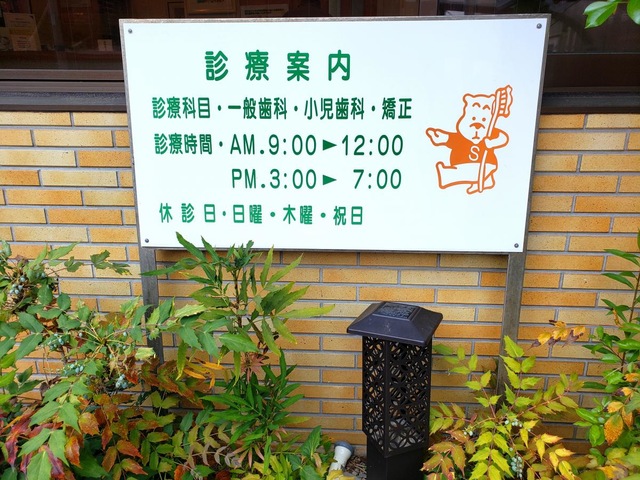 診療案内
診療科目・一般歯科・小児歯科・矯正
診療時間・AM.9:00►12:00
PM.3:00► 7:00
休診日・日曜・木曜・祝日
S